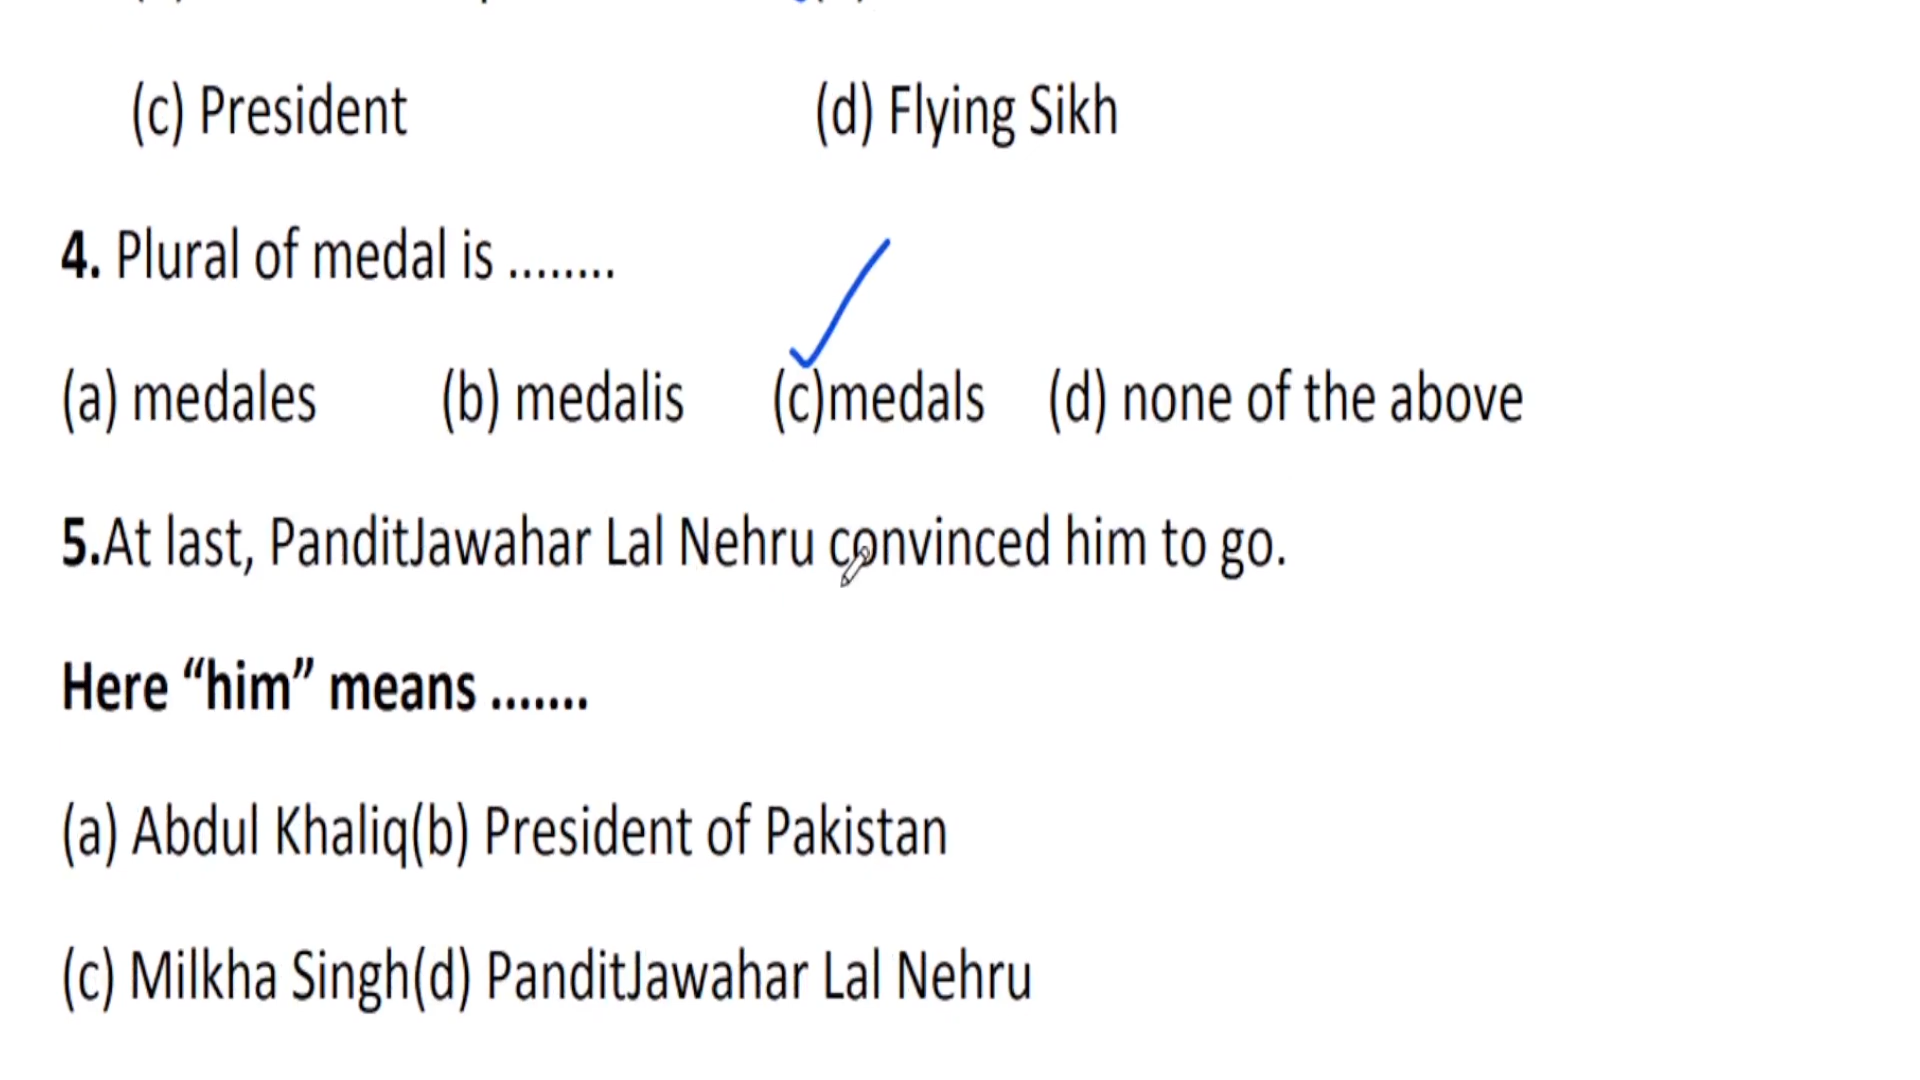 (c) President (d) Flying Sikh
4. Plural of medal is ........
(a) medales (b) medalis (c)medals (d) none of the above
5.At last, PanditJawahar Lal Nehru convinced him to go.
Here “him” means .......
(a) Abdul Khaliq(b) President of Pakistan
(c) Milkha Singh(d) PanditJawahar Lal Nehru